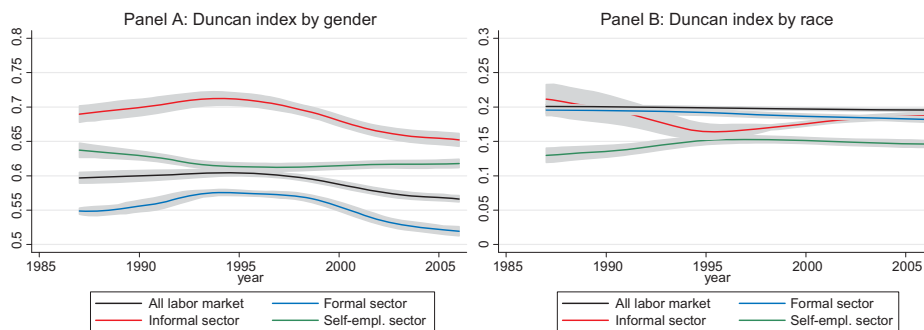 Panel A: Duncan index by gender
0.8
0.75
0.7
0.65
0.6
0.55
0.5
1985 1990 1995 2000 2005
year
All labor market Formal sector
Informal sector Self-empl. sector
Panel B: Duncan index by race
0.3
0.25
0.2
0.15
0.1
0.05
0
1985 1990 1995 2000 2005
year
All labor market Formal sector
Informal sector Self-empl. sector